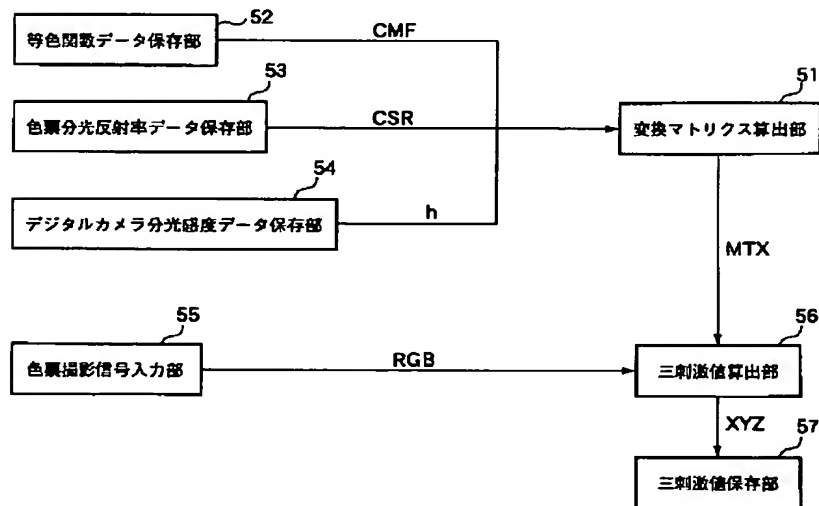 52
等色関数データ保存部
CMF
53
色票分光反射率データ保存部
CSR
51
変換マトリクス算出部
54
デジタルカメラ分光感度データ保存部
h
MTX
55
色票撮影信号入力部
RGB
56
三刺激値算出部
XYZ
57
三刺激値保存部